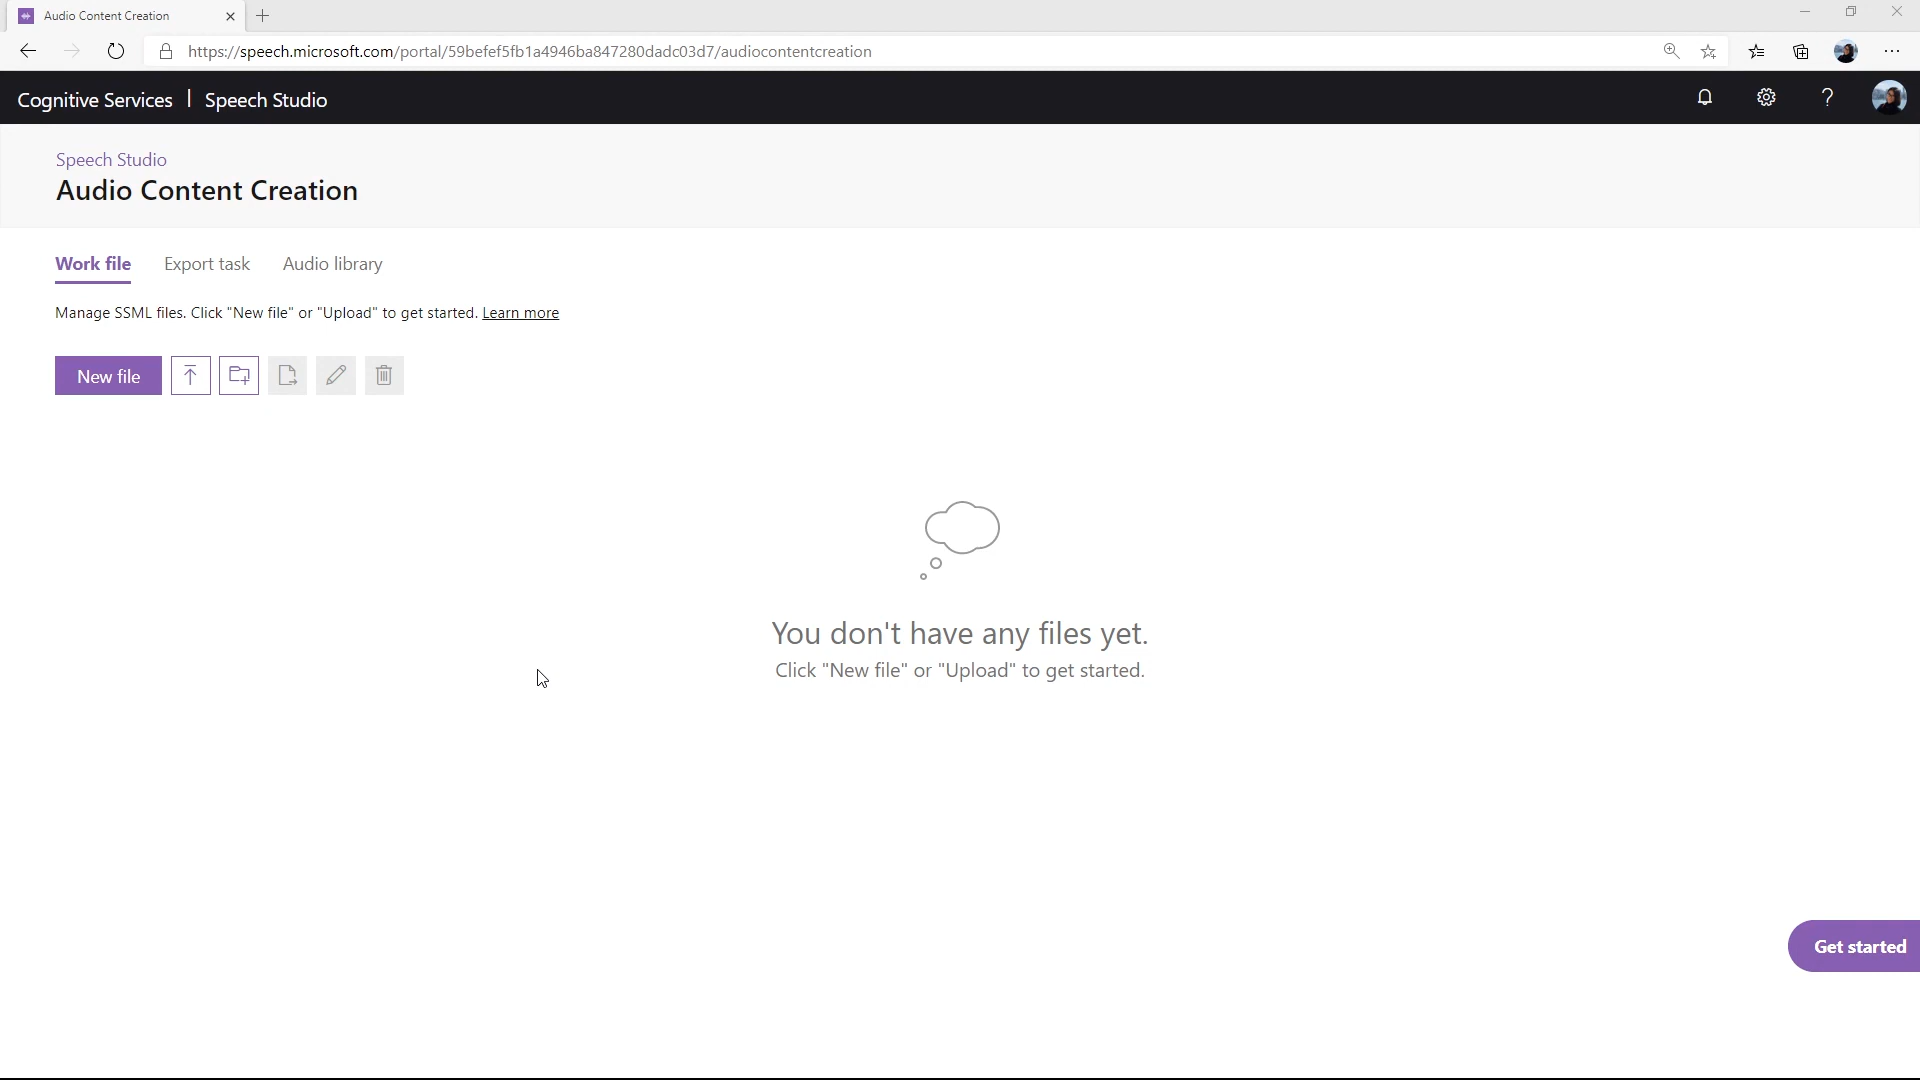 Audio Content Creation
https://speech.microsoft.com/portal/59befef5fb1a4946ba847280dadc03d7/audiocontentcreation
Cognitive Services | Speech Studio
?
Speech Studio
Audio Content Creation
Work file Export task Audio library
Manage SSML files. Click "New file" or "Upload" to get started. Learn more
New file
You don't have any files yet.
Click "New file" or "Upload" to get started.
Get started